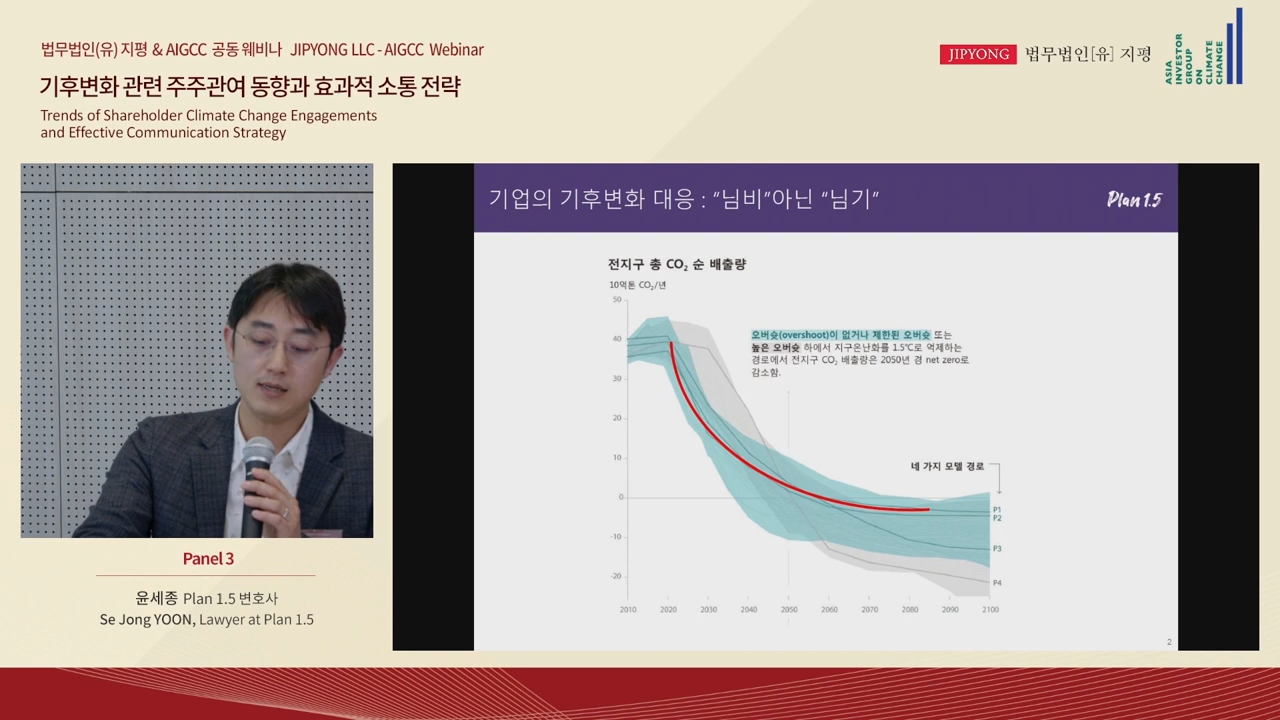 법무법인(유) 지평 & AIGCC 공동 웨비나 JIPYONG LLC - AIGCC Webinar
기후변화 관련 주주관여 동향과 효과적 소통 전략
Trends of Shareholder Climate Change Engagements
and Effective Communication Strategy
JIPYONG 법무법인[유] 지평
ASIA
INVESTOR
GROUP
ON
CLIMATE
CHANGE
기업의 기후변화 대응 : “님비”아닌 “님기”
Plan 1.5
전지구 총 CO₂ 순 배출량
10억톤 CO₂/년
50
40
30
20
10
0
-10
-20
오버슛(overshoot)이 없거나 제한된 오버슛 또는
높은 오버슛 하에서 지구온난화를 1.5℃로 억제하는
경로에서 전지구 CO₂ 배출량은 2050년 경 net zero로
감소함.
네 가지 모델 경로
P1
P2
P3
P4
2010 2020 2030 2040 2050 2060 2070 2080 2090 2100
2
Panel 3
윤세종 Plan 1.5 변호사
Se Jong YOON, Lawyer at Plan 1.5